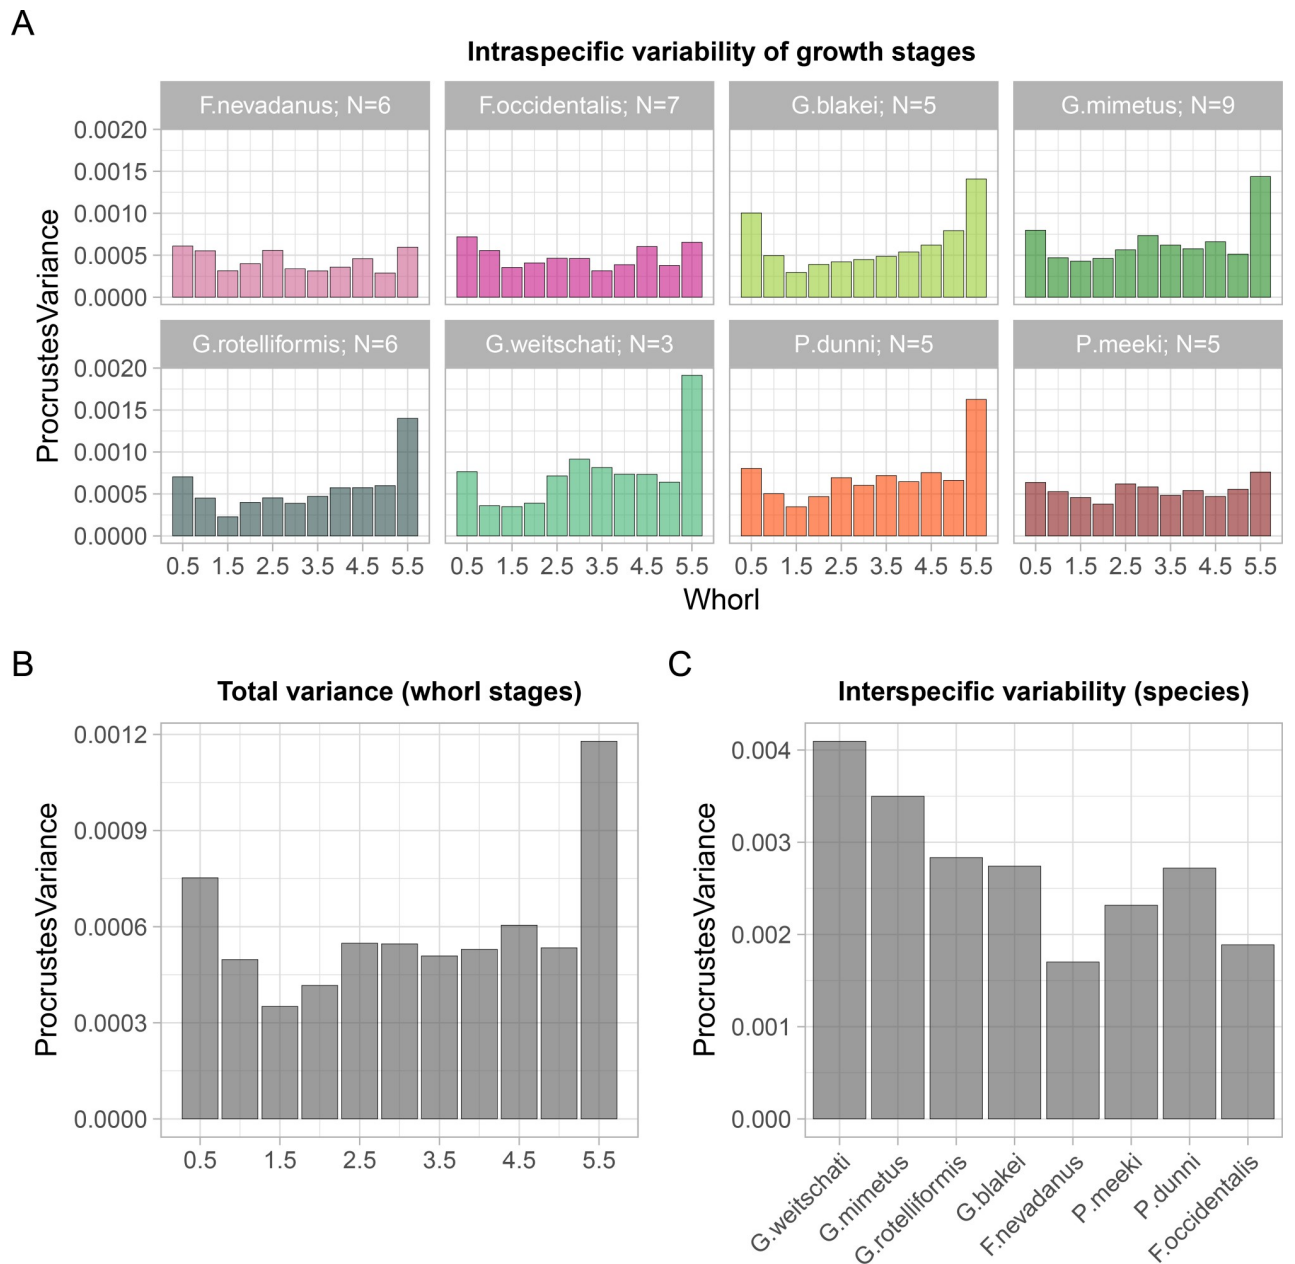 A
Intraspecific variability of growth stages
F.nevadanus; N=6
F.occidentalis; N=7
G.blakei; N=5
G.mimetus; N=9
0.0020
0.0015
0.0010
0.0005
0.0000
G.rotelliformis; N=6
G.weitschati; N=3
P.dunni; N=5
P.meeki; N=5
0.0020
0.0015
0.0010
0.0005
0.0000
ProcrustesVariance
0.5 1.5 2.5 3.5 4.5 5.5
0.5 1.5 2.5 3.5 4.5 5.5
0.5 1.5 2.5 3.5 4.5 5.5
0.5 1.5 2.5 3.5 4.5 5.5
Whorl
B
Total variance (whorl stages)
0.0012
0.0009
0.0006
0.0003
0.0000
ProcrustesVariance
0.5 1.5 2.5 3.5 4.5 5.5
C
Interspecific variability (species)
0.004
0.003
0.002
0.001
0.000
ProcrustesVariance
G.weitschati
G.mimetus
G.rotelliformis
G.blakei
F.nevadanus
P.meeki
P.dunni
F.occidentalis